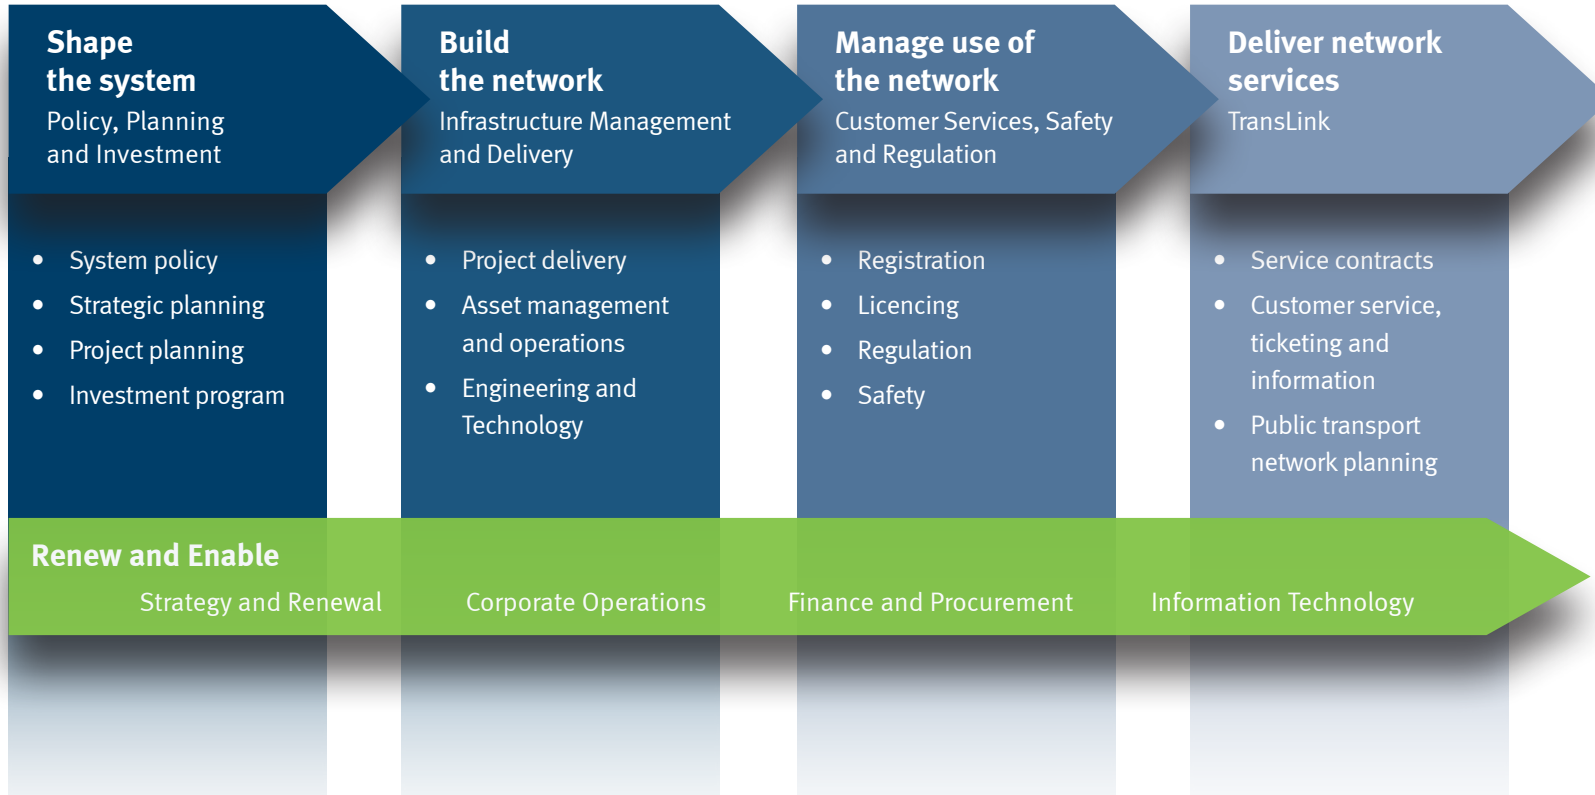 Shape
the system
Policy, Planning
and Investment
• System policy
• Strategic planning
• Project planning
• Investment program
Build
the network
Infrastructure Management
and Delivery
• Project delivery
• Asset management
and operations
• Engineering and
Technology
Manage use of
the network
Customer Services, Safety
and Regulation
• Registration
• Licencing
• Regulation
• Safety
Deliver network
services
TransLink
• Service contracts
• Customer service,
ticketing and
information
• Public transport
network planning
Renew and Enable
Strategy and Renewal
Corporate Operations
Finance and Procurement
Information Technology